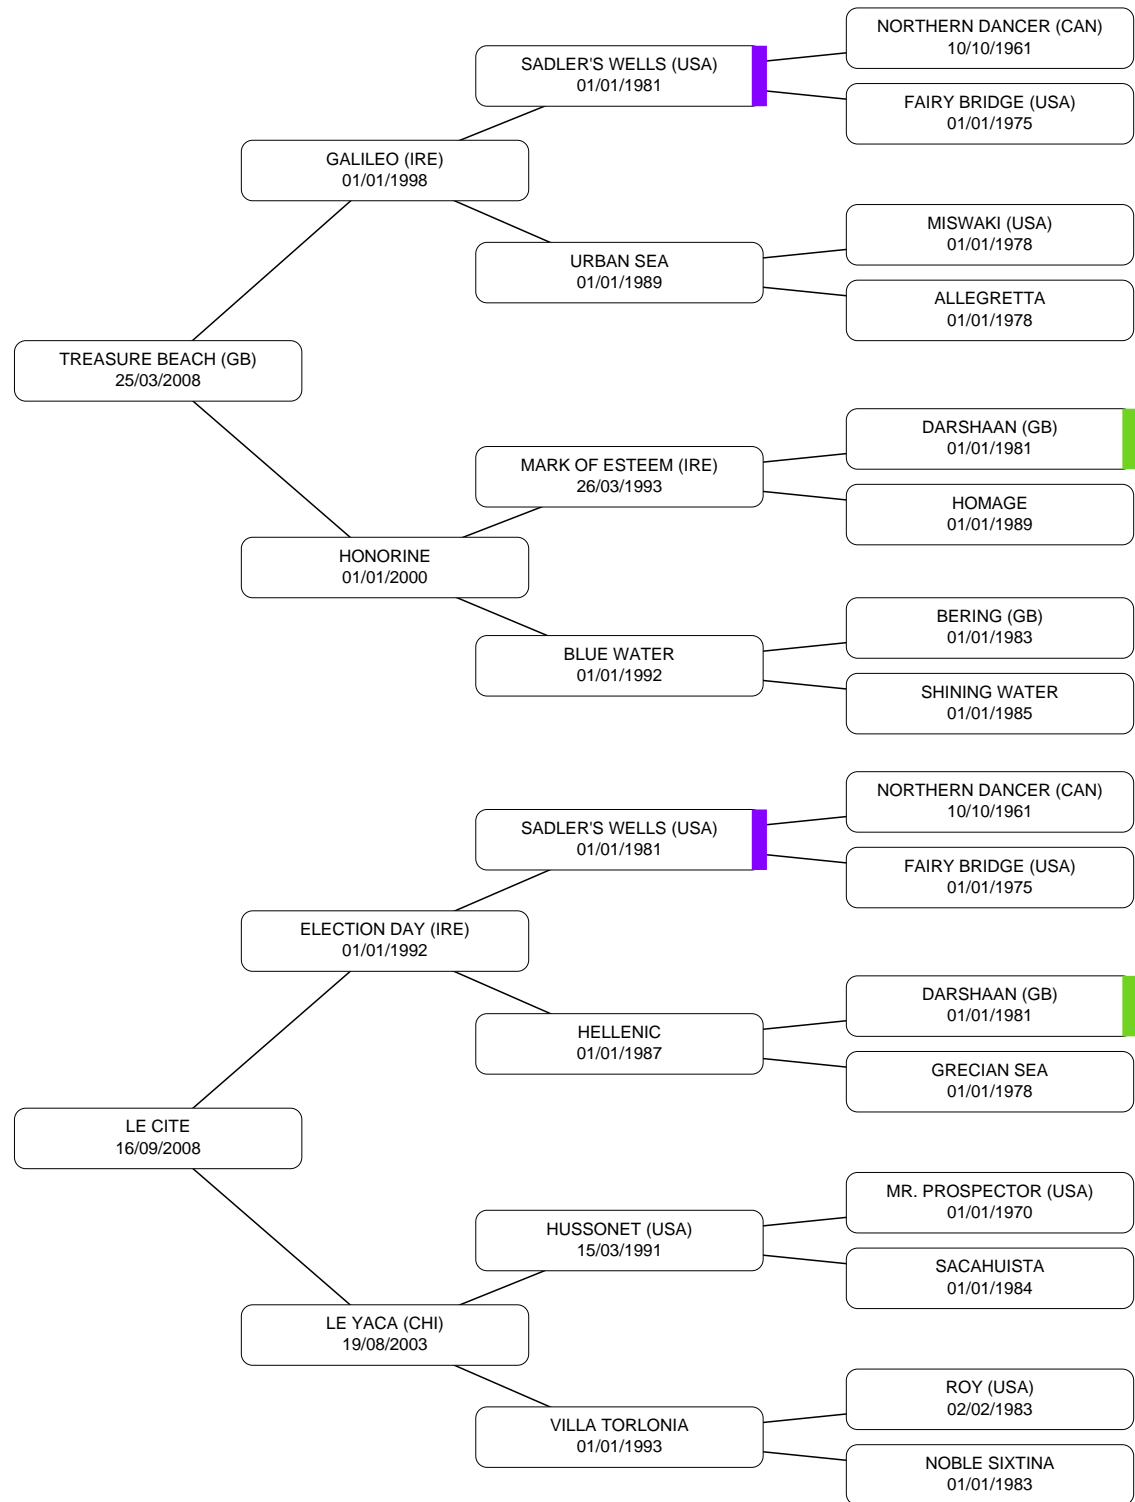 NORTHERN DANCER (CAN)
10/10/1961
SADLER'S WELLS (USA)
01/01/1981
FAIRY BRIDGE (USA)
01/01/1975
GALILEO (IRE)
01/01/1998
MISWAKI (USA)
01/01/1978
URBAN SEA
01/01/1989
ALLEGRETTA
01/01/1978
TREASURE BEACH (GB)
25/03/2008
DARSHAAN (GB)
01/01/1981
MARK OF ESTEEM (IRE)
26/03/1993
HOMAGE
01/01/1989
HONORINE
01/01/2000
BERING (GB)
01/01/1983
BLUE WATER
01/01/1992
SHINING WATER
01/01/1985
NORTHERN DANCER (CAN)
10/10/1961
SADLER'S WELLS (USA)
01/01/1981
FAIRY BRIDGE (USA)
01/01/1975
ELECTION DAY (IRE)
01/01/1992
DARSHAAN (GB)
01/01/1981
HELLENIC
01/01/1987
GRECIAN SEA
01/01/1978
LE CITE
16/09/2008
MR. PROSPECTOR (USA)
01/01/1970
HUSSONET (USA)
15/03/1991
SACAHUISTA
01/01/1984
LE YACA (CHI)
19/08/2003
ROY (USA)
02/02/1983
VILLA TORLONIA
01/01/1993
NOBLE SIXTINA
01/01/1983